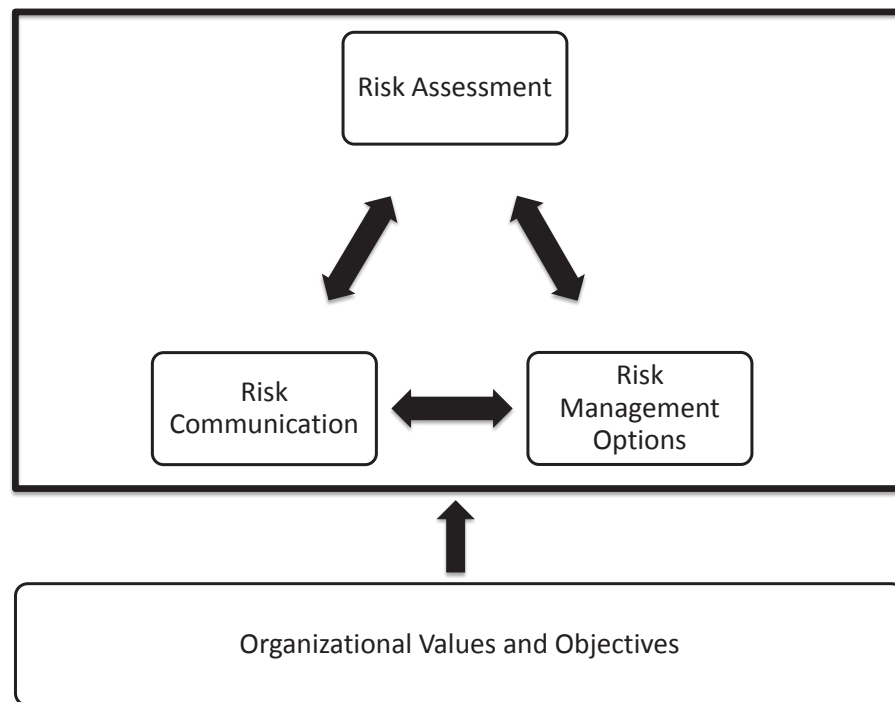 Risk Assessment
Risk
Communication
Risk
Management
Options
Organizational Values and Objectives